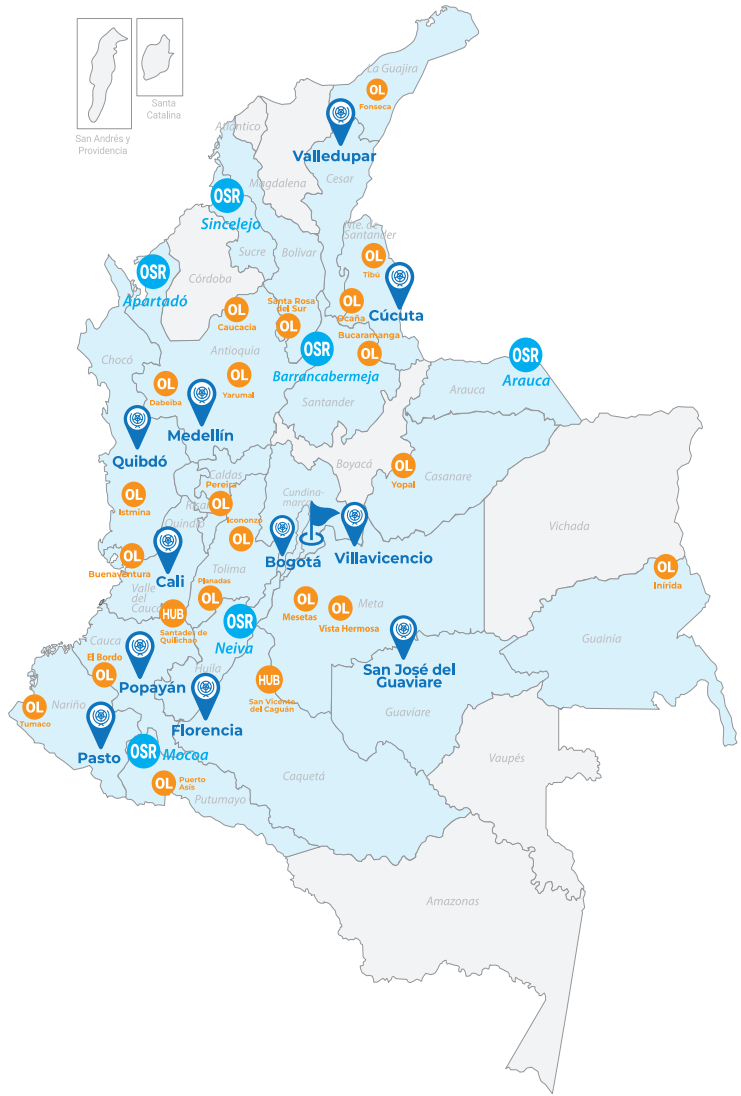 La Guajira
OL
Fonseca
Santa
Catalina
San Andrés y
Providencia
Atlántico
Valledupar
Magdalena
Cesar
OSR
Sincelejo
Nte. de
Santander
Sucre
Bolívar
OL
Tibú
OSR
Apartadó
Córdoba
Cúcuta
OL
Caucacia
Santa Rosa
del Sur
OL
OL
Ocaña
Bucaramanga
OL
OSR
Barrancabermeja
OSR
Arauca
Chocó
Antioquia
OL
Dabeiba
OL
Yarumal
Santander
Arauca
Medellín
Quibdó
Boyacá
OL
Yopal
Casanare
Caldas
Pereira
OL
Cundina-
marca
OL
Istmina
Quindío
Icononzo
OL
Vichada
Bogotá
Villavicencio
OL
Buenaventura
Cali
Tolima
OL
Inírida
Valle
del
Cauca
Planadas
OL
OL
Mesetas
OL
Vista Hermosa
Meta
HUB
Santader de
Quilichao
OSR
Neiva
Guainía
Cauca
El Bordo
OL
Popayán
Huila
HUB
San Vicente
del Caguán
San José del
Guaviare
Nariño
OL
Tumaco
Florencia
Guaviare
Pasto
OSR
Mocoa
OL
Puerto
Asís
Putumayo
Caquetá
Vaupés
Amazonas